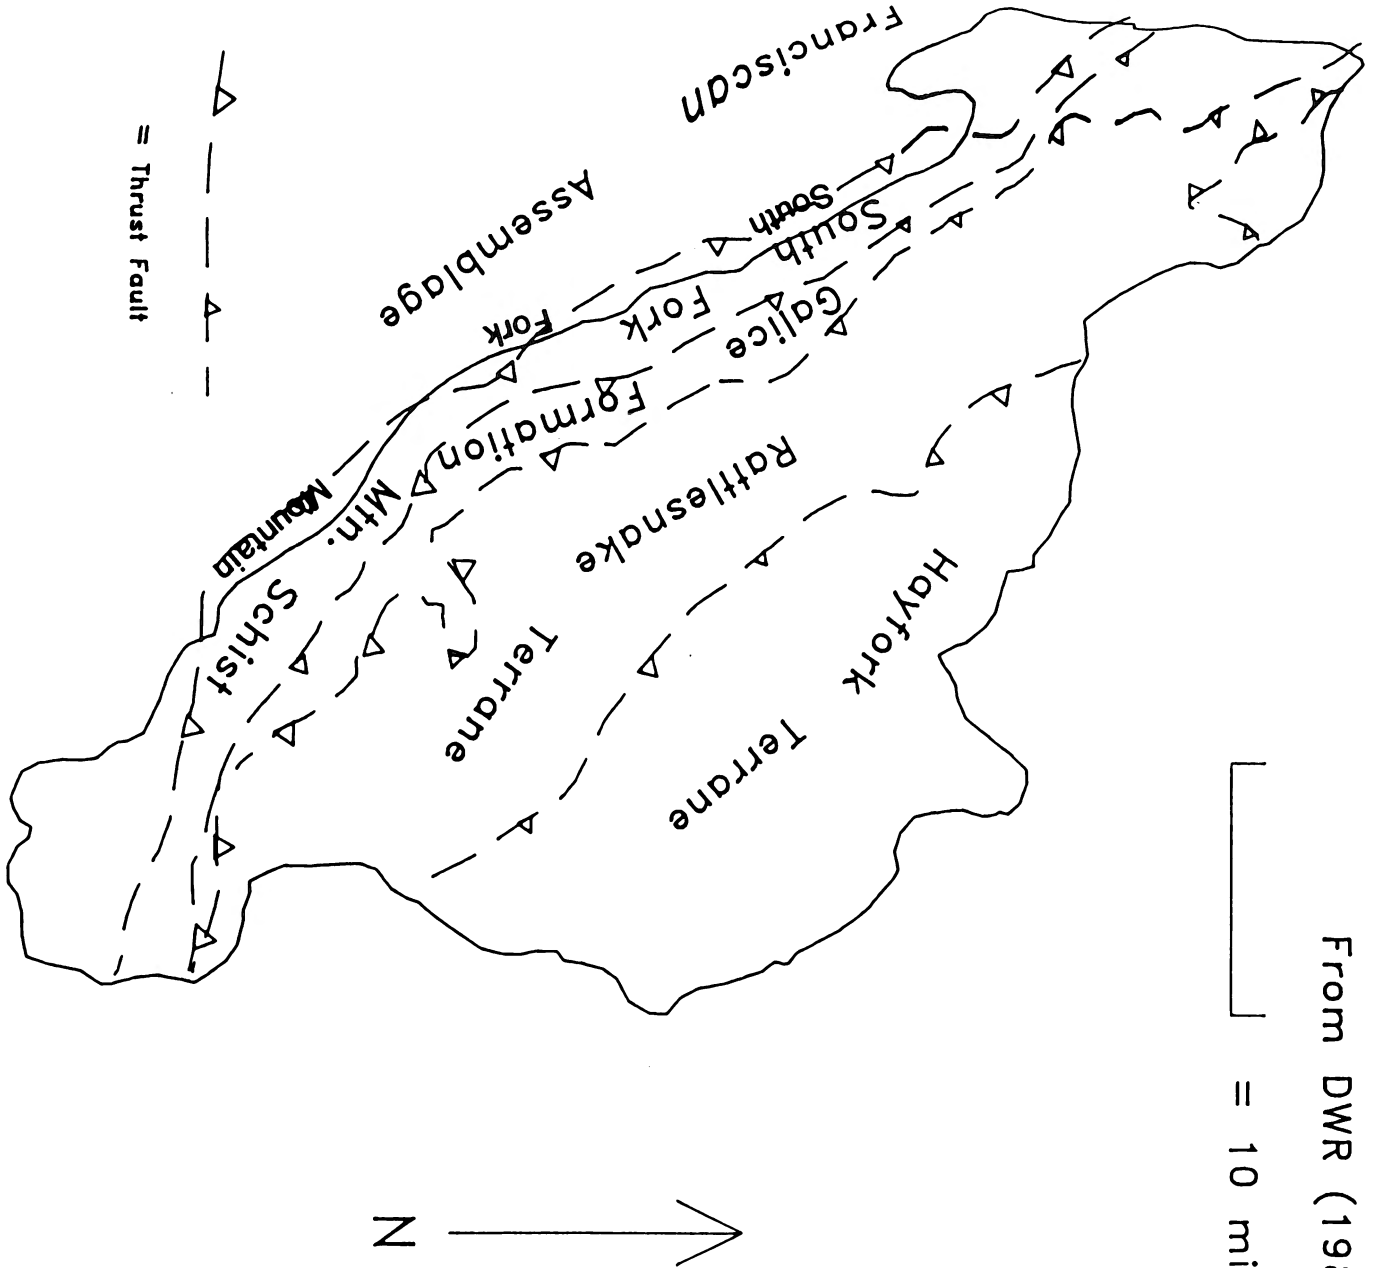 Franciscan
Assemblage
South
Fork
Mountain
South
Fork
Mtn.
Schist
Galice
Formation
Rattlesnake
Terrane
Hayfork
Terrane
= Thrust Fault
N
= 10 mi
From DWR (198